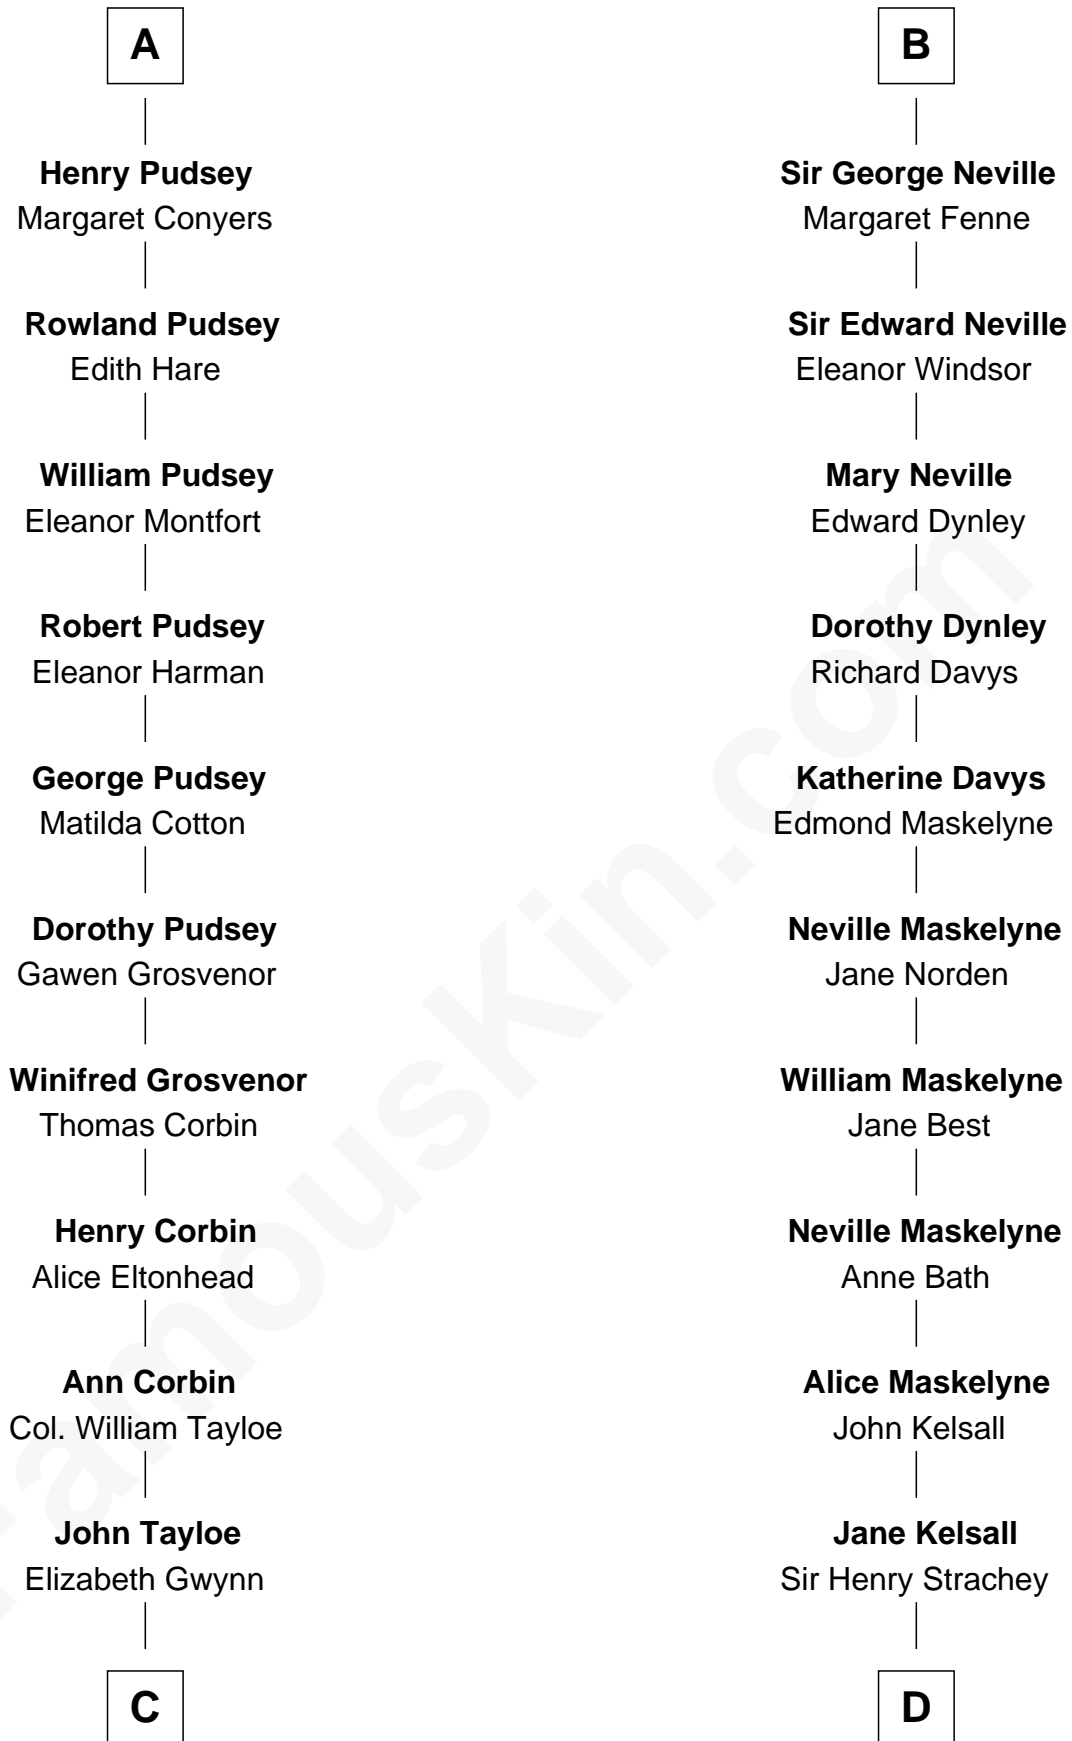 A
Henry Pudsey
Margaret Conyers
Rowland Pudsey
Edith Hare
William Pudsey
Eleanor Montfort
Robert Pudsey
Eleanor Harman
George Pudsey
Matilda Cotton
Dorothy Pudsey
Gawen Grosvenor
Winifred Grosvenor
Thomas Corbin
Henry Corbin
Alice Eltonhead
Ann Corbin
Col. William Tayloe
John Tayloe
Elizabeth Gwynn
C
B
Sir George Neville
Margaret Fenne
Sir Edward Neville
Eleanor Windsor
Mary Neville
Edward Dynley
Dorothy Dynley
Richard Davys
Katherine Davys
Edmond Maskelyne
Neville Maskelyne
Jane Norden
William Maskelyne
Jane Best
Neville Maskelyne
Anne Bath
Alice Maskelyne
John Kelsall
Jane Kelsall
Sir Henry Strachey
D
FamousKin.com